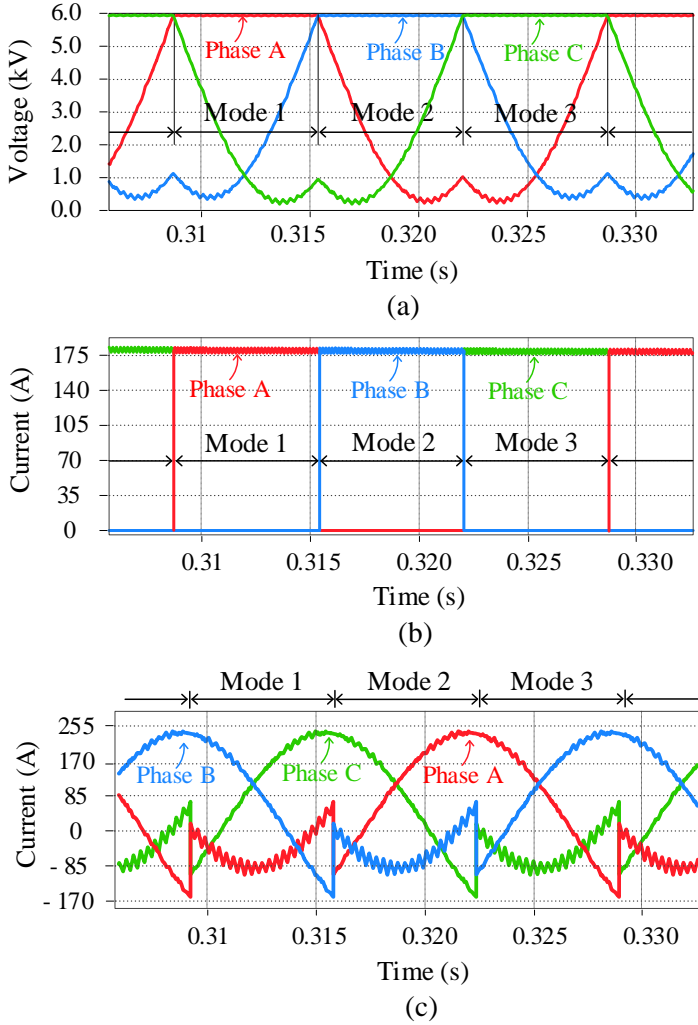 6.0
5.0
4.0
3.0
2.0
1.0
0.0
Voltage (kV)
Phase A
Phase B
Phase C
Mode 1
Mode 2
Mode 3
0.31
0.315
0.320
0.325
0.330
Time (s)
(a)
175
140
105
70
35
0
Current (A)
Phase A
Phase B
Phase C
Mode 1
Mode 2
Mode 3
0.31
0.315
0.320
0.325
0.330
Time (s)
(b)
Mode 1
Mode 2
Mode 3
255
170
85
0
- 85
- 170
Current (A)
Phase B
Phase C
Phase A
0.31
0.315
0.320
0.325
0.330
Time (s)
(c)